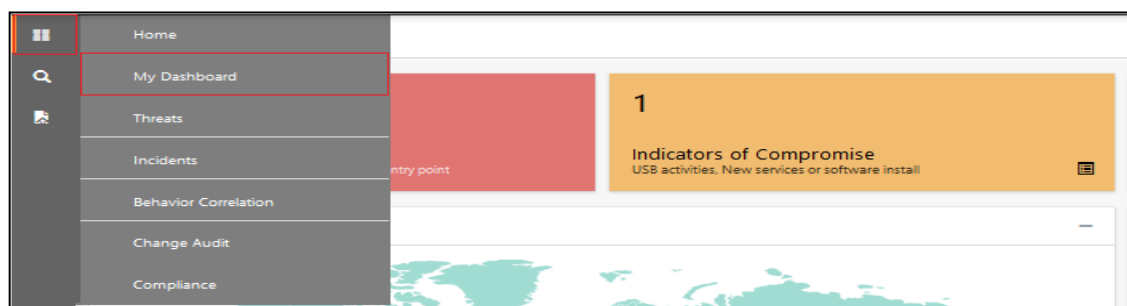 Home
My Dashboard
Threats
Incidents
Behavior Correlation
Change Audit
Compliance
point
1
Indicators of Compromise
USB activities, New services or software install